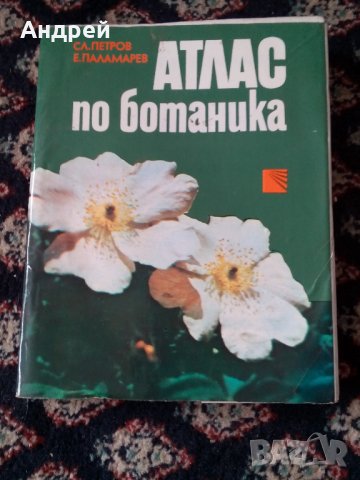 Андрей
СЛ. ПЕТРОВ
Е. ПАЛАМАРЕВ
АТЛАС
по ботаника
BAZAR